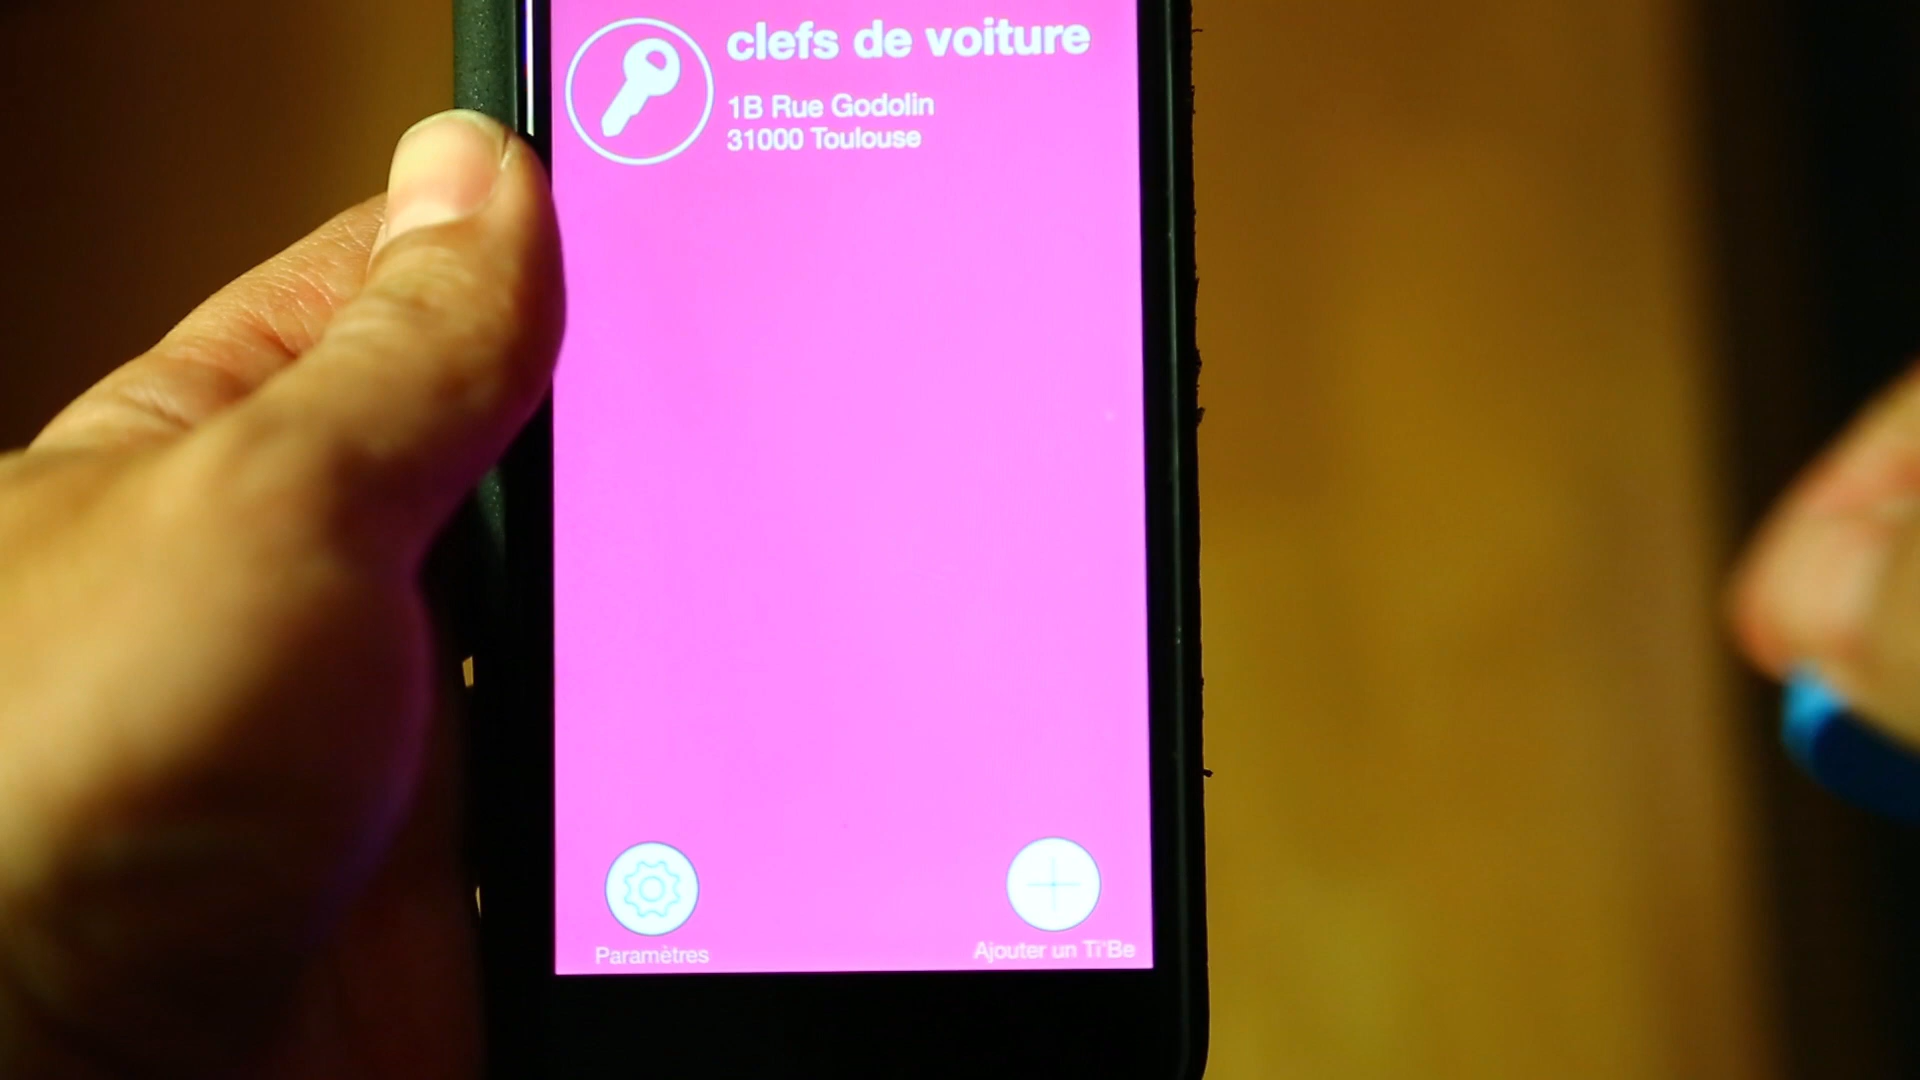 clefs de voiture
1B Rue Godolin
31000 Toulouse
Paramètres
Ajouter un Ti'Be